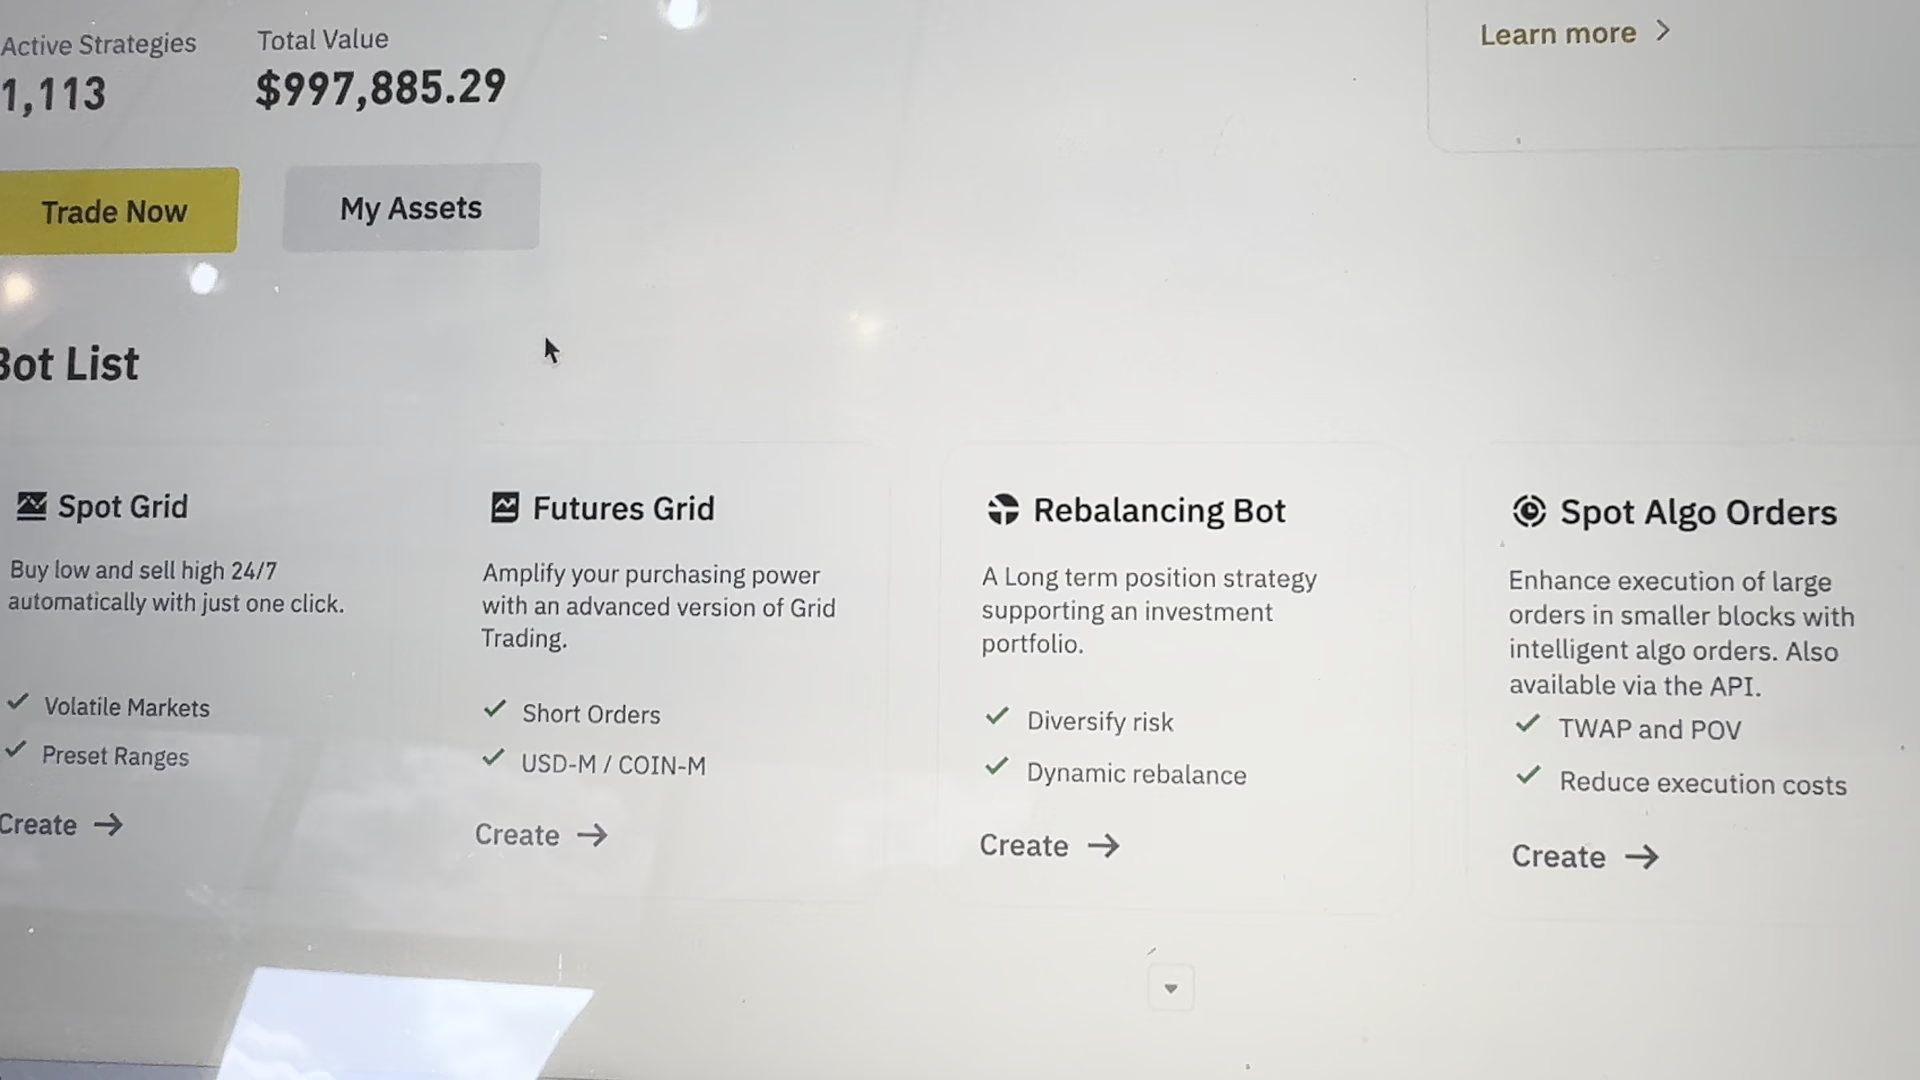 Active Strategies
Total Value
Learn more
1,113
$997,885.29
Trade Now
My Assets
Bot List
Spot Grid
Buy low and sell high 24/7
automatically with just one click.
Volatile Markets
Preset Ranges
Create
Futures Grid
Amplify your purchasing power
with an advanced version of Grid
Trading.
Short Orders
USD-M / COIN-M
Create
Rebalancing Bot
A Long term position strategy
supporting an investment
portfolio.
Diversify risk
Dynamic rebalance
Create
Spot Algo Orders
Enhance execution of large
orders in smaller blocks with
intelligent algo orders. Also
available via the API.
TWAP and POV
Reduce execution costs
Create